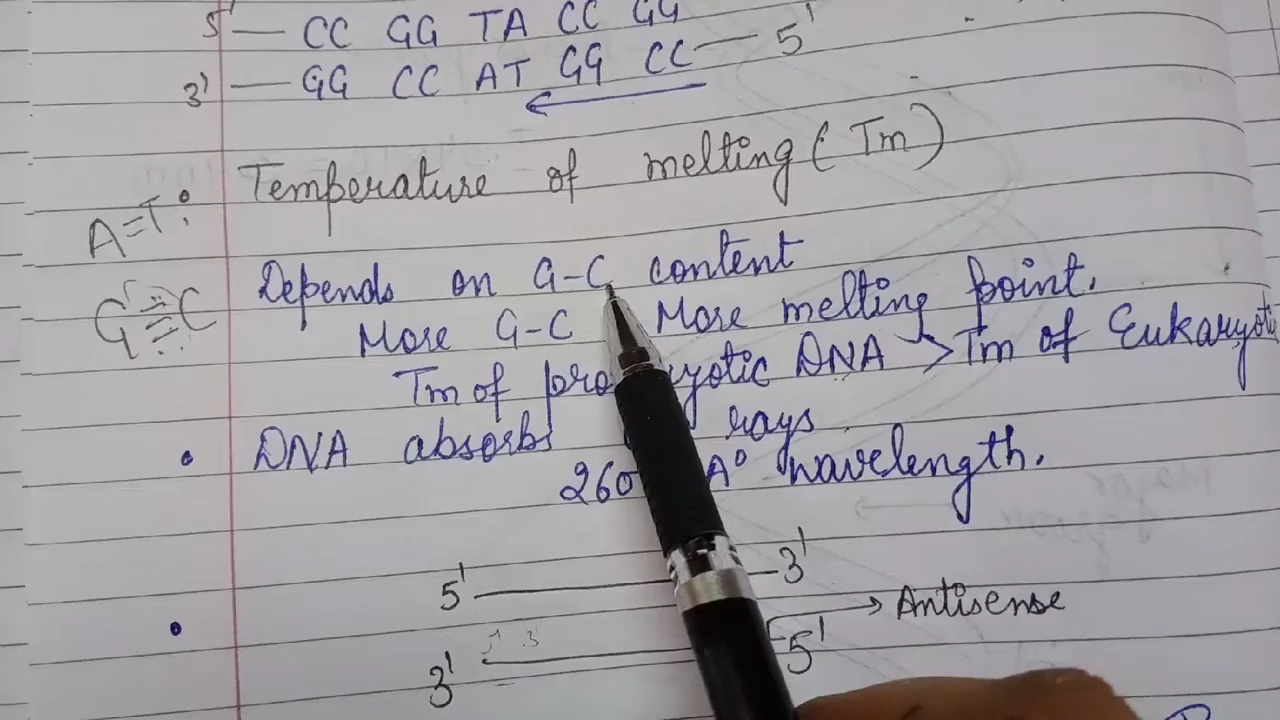 5' — CC GG TA CC GG
3' — GG CC AT GG CC — 5'
Temperature of melting (Tm)
A=T:
Depends on G-C content
G≡C
More G-C More melting point.
Tm of pro yotic DNA > Tm of Eukaryoti
DNA absorbs rays
260 A° wavelength.
5' 3'
Antisense
3' 5'